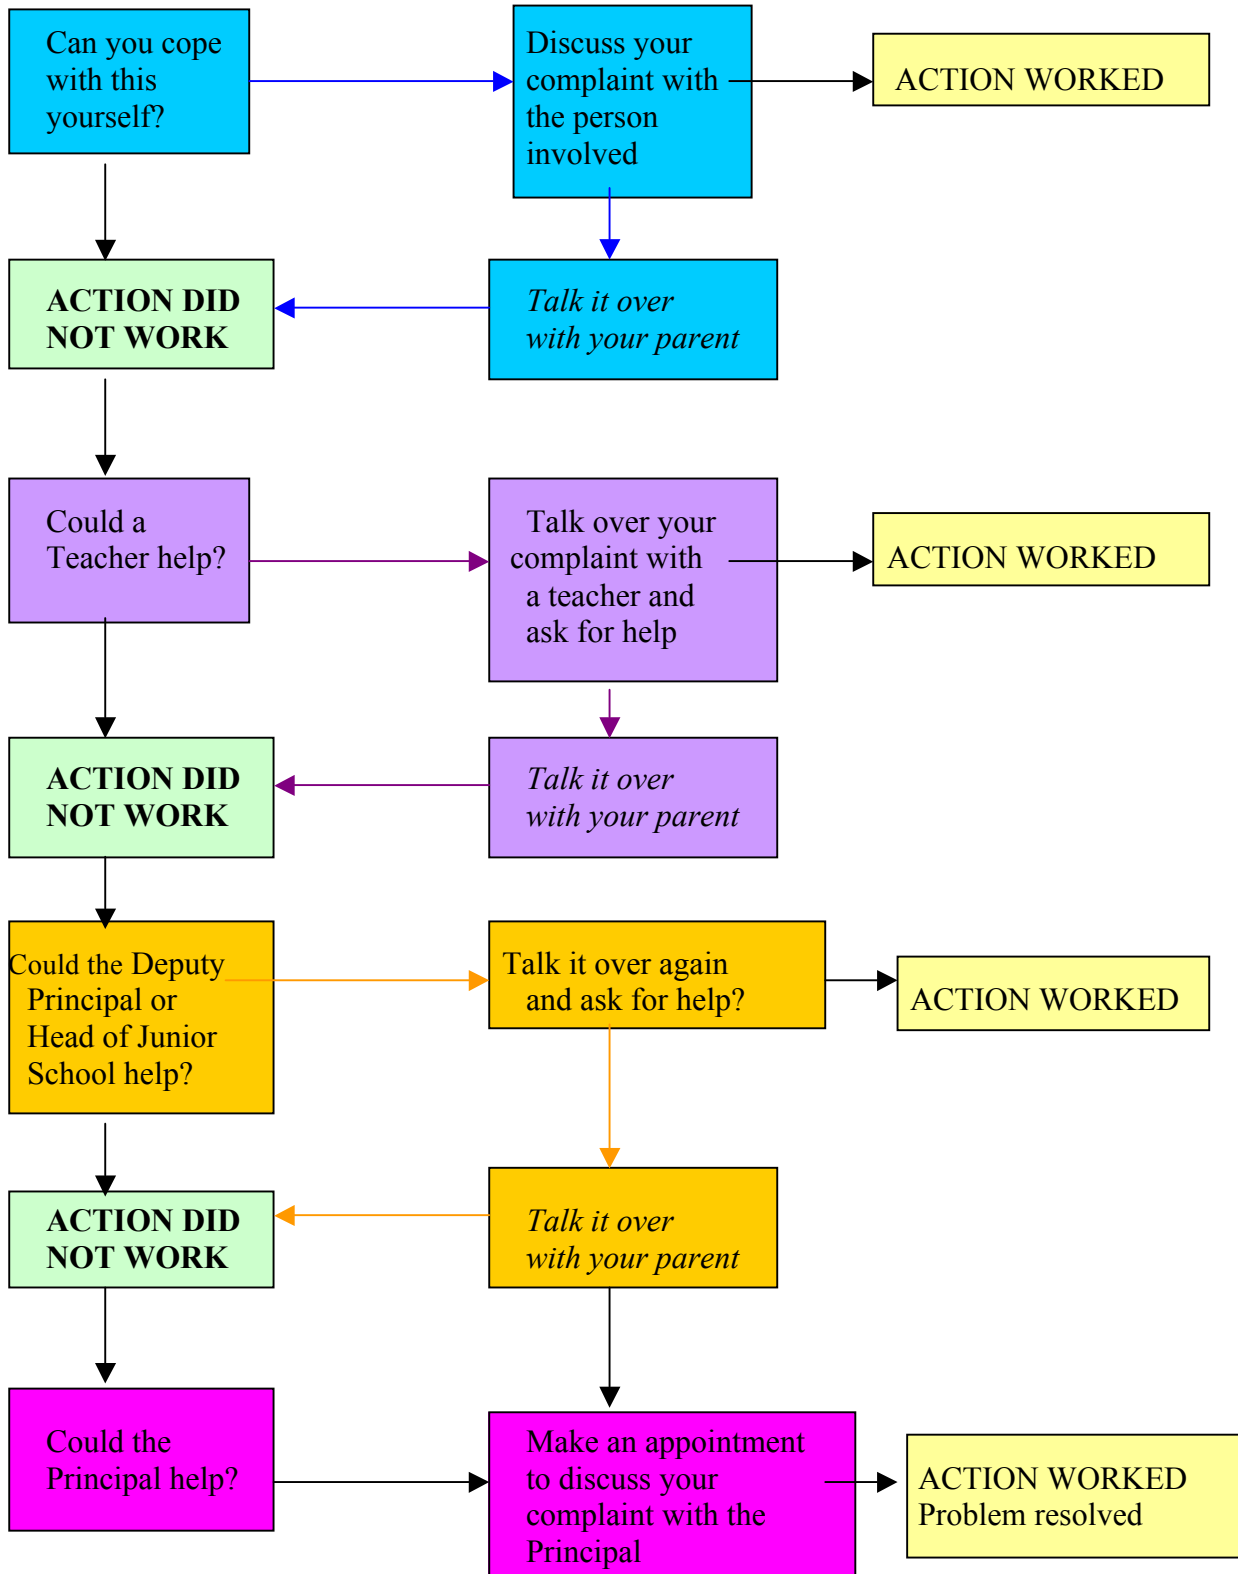 Can you cope
with this
yourself?
Discuss your
complaint with
the person
involved
ACTION WORKED
ACTION DID
NOT WORK
Talk it over
with your parent
Could a
Teacher help?
Talk over your
complaint with
a teacher and
ask for help
ACTION WORKED
ACTION DID
NOT WORK
Talk it over
with your parent
Could the Deputy
Principal or
Head of Junior
School help?
Talk it over again
and ask for help?
ACTION WORKED
ACTION DID
NOT WORK
Talk it over
with your parent
Could the
Principal help?
Make an appointment
to discuss your
complaint with the
Principal
ACTION WORKED
Problem resolved